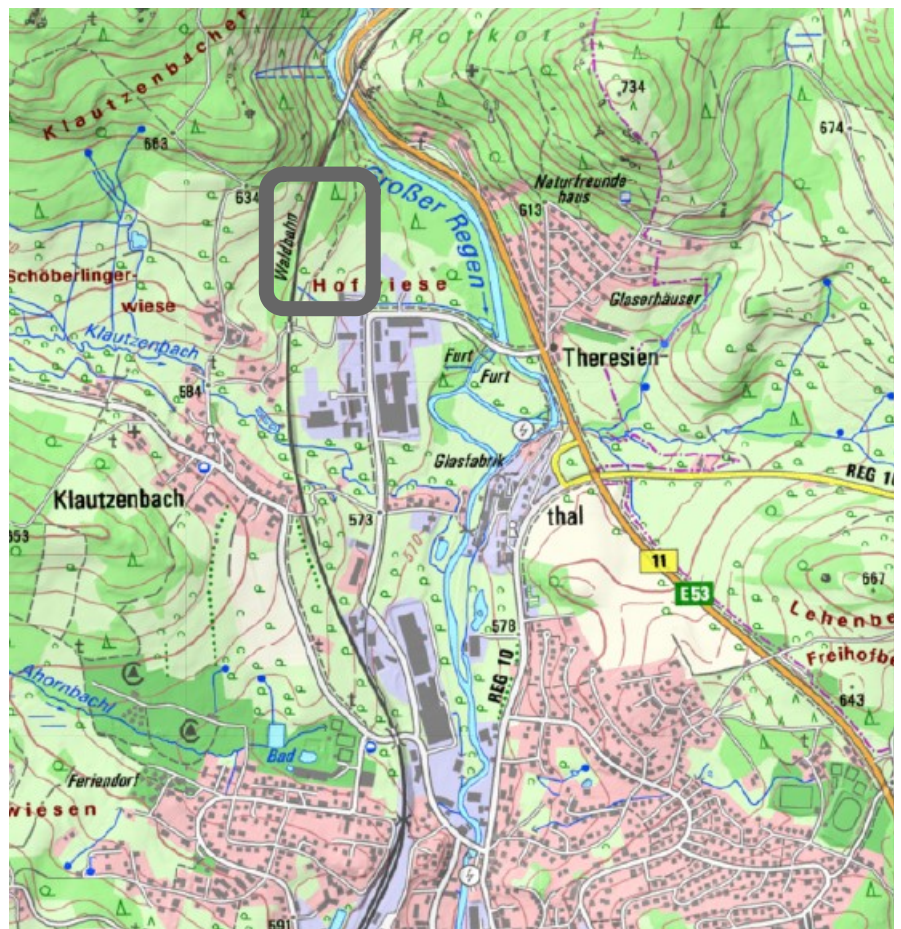 Klautzenbacher
Rotkot
720
734
674
663
634
Großer Regen
Naturfreunde-
haus
613
Waldbahn
Schöberlinger-
wiese
Hofwiese
Glaserhäuser
Klautzenbach
Furt
Furt
Theresien-
584
Glasfabrik
REG 10
Klautzenbach
573
570
thal
653
11
E53
667
Lehenbe
Freihofbe
578
REG 10
643
Ahornbachl
Bad
Feriendorf
wiesen
591